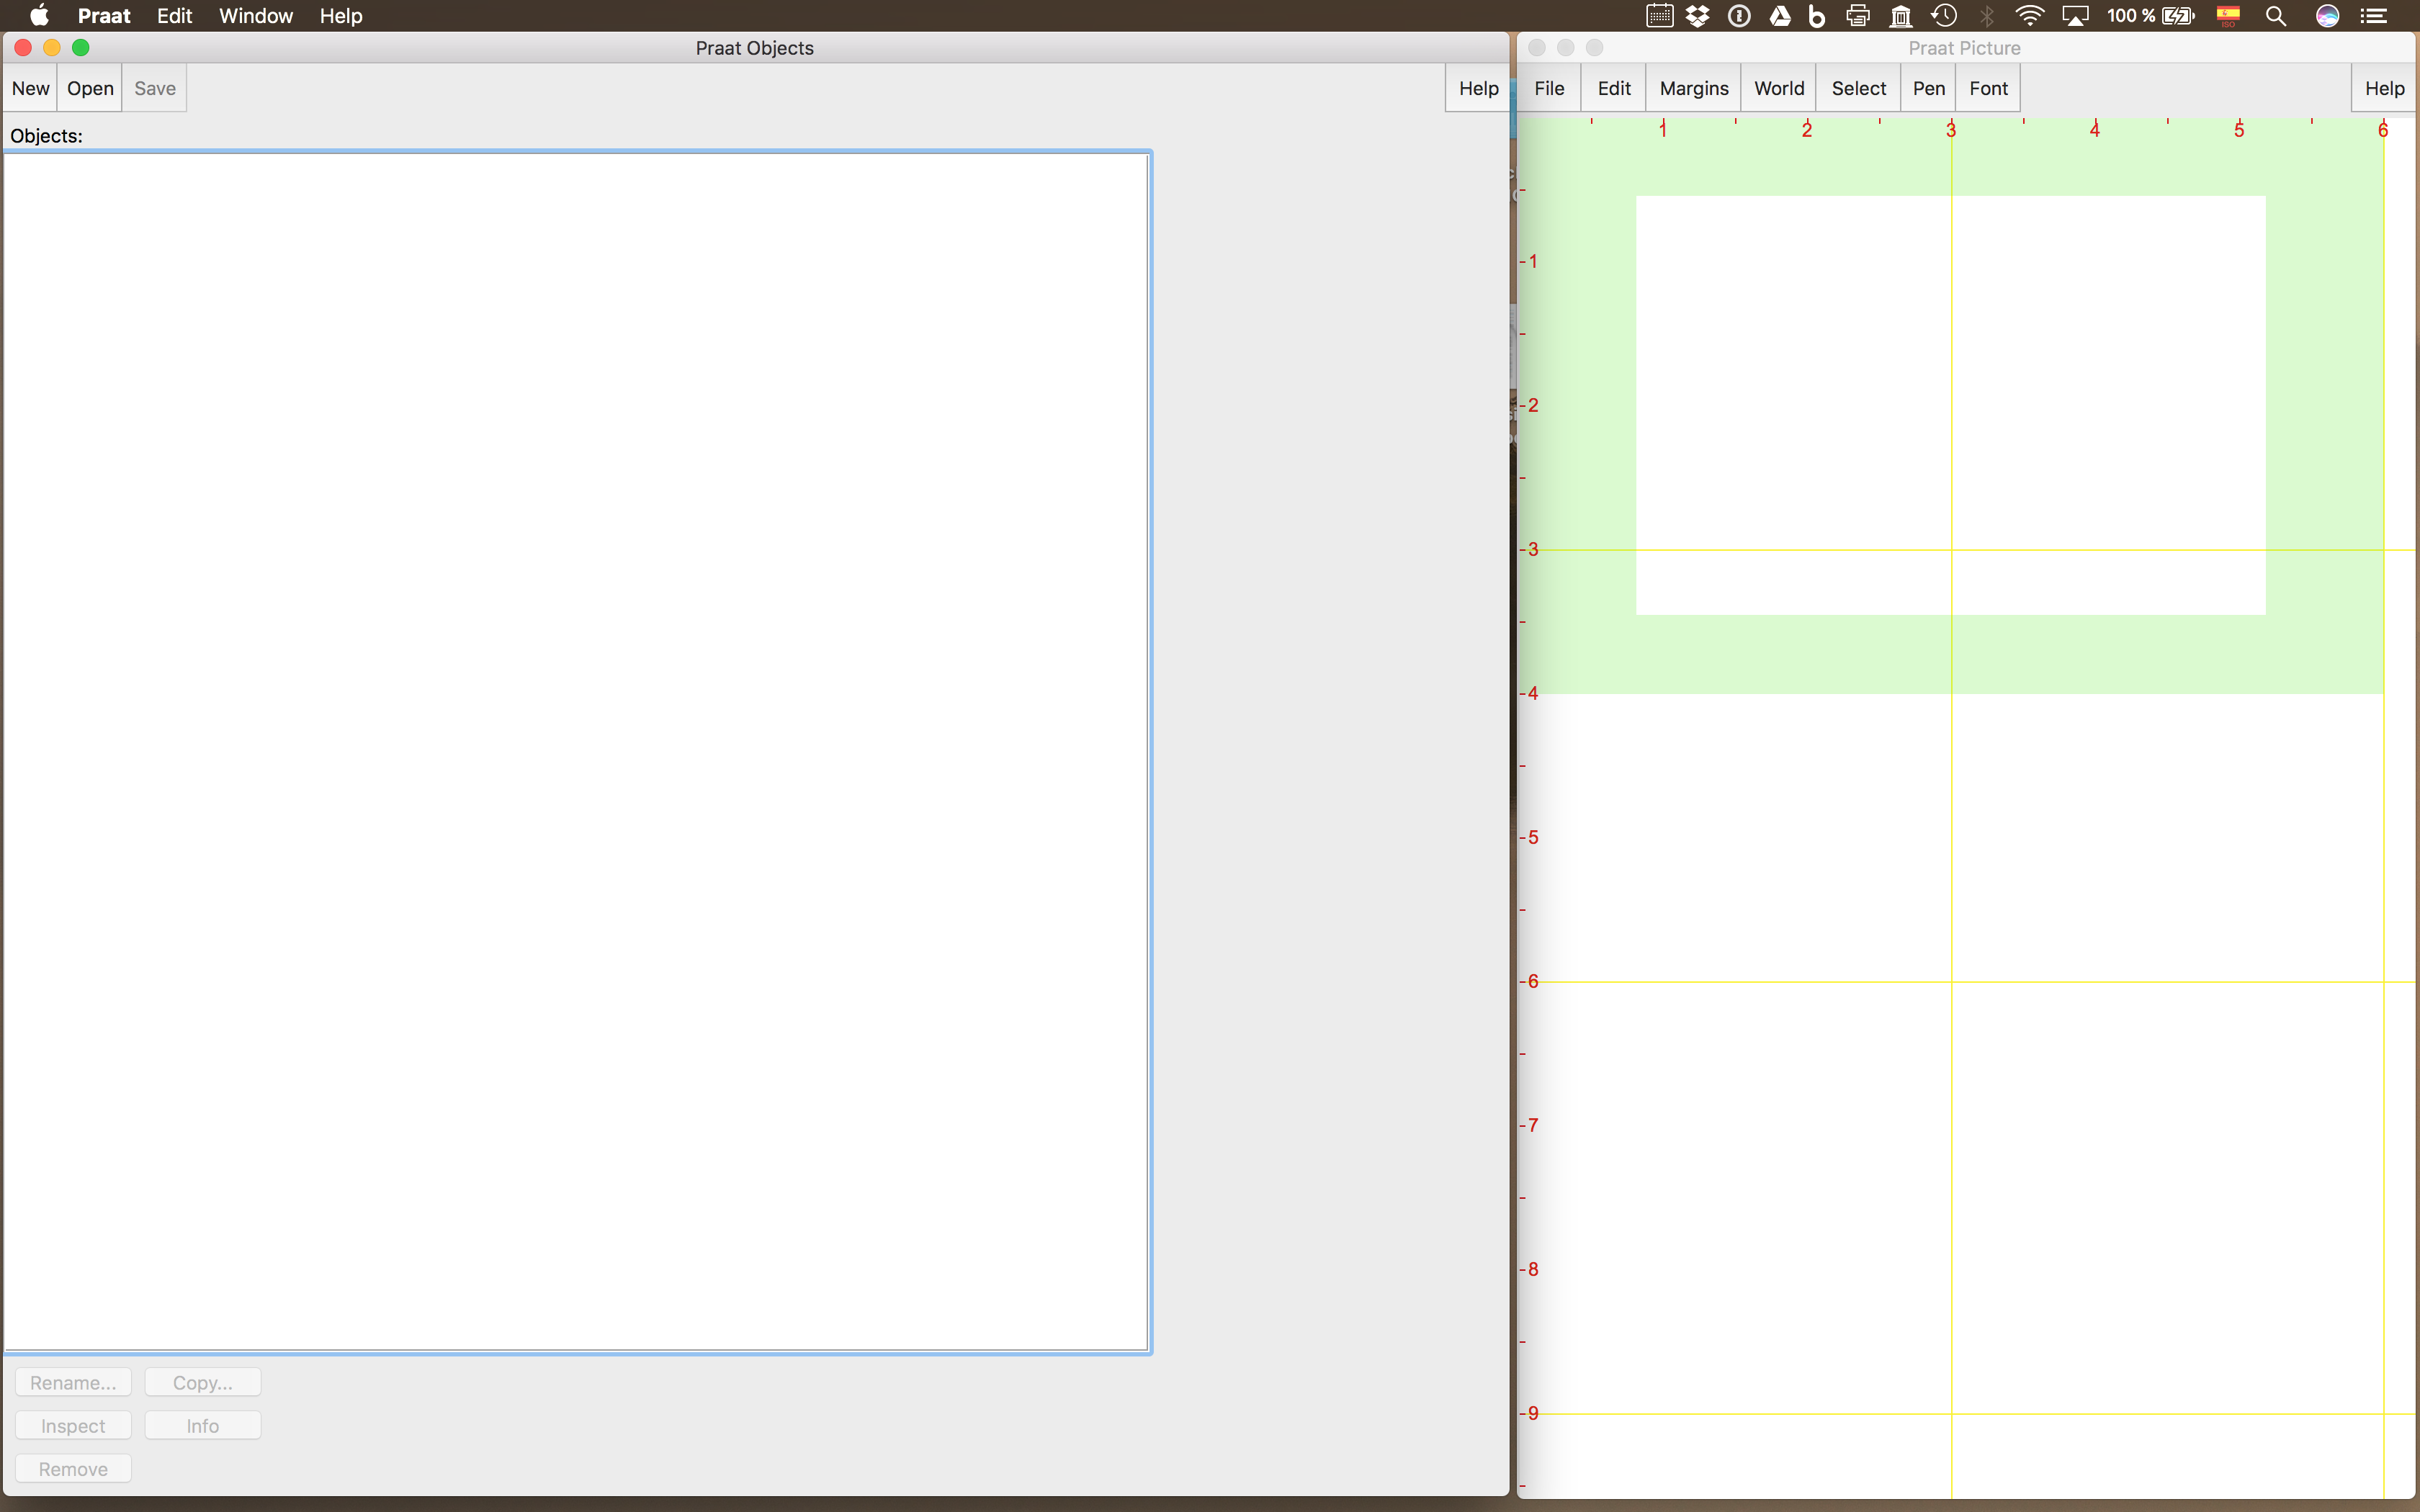 Praat Edit Window Help 100 %
ISO
Praat Objects
New Open Save Help
Objects:
Rename... Copy...
Inspect Info
Remove
Praat Picture
File Edit Margins World Select Pen Font Help
1 2 3 4 5 6
1
2
3
4
5
6
7
8
9